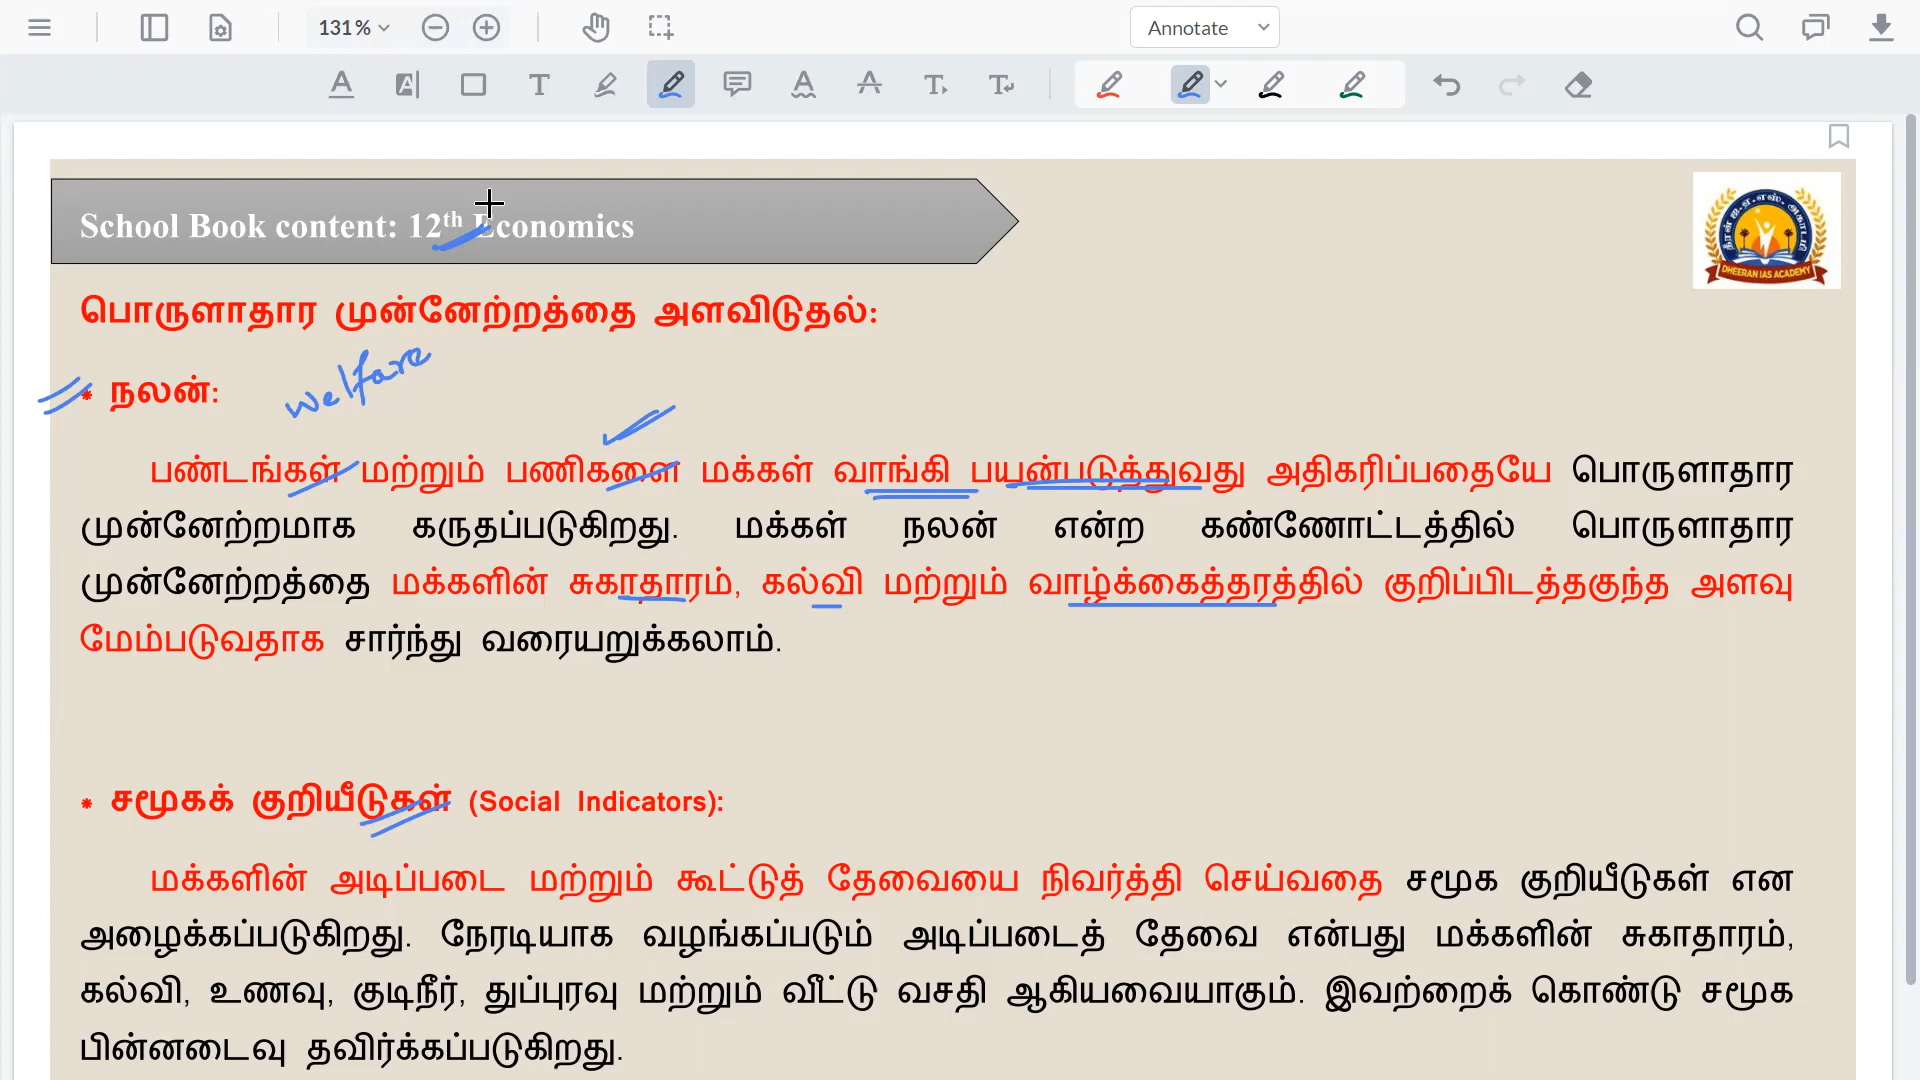 131%
Annotate
School Book content: 12th Economics
DHEERAN IAS ACADEMY
பொருளாதார முன்னேற்றத்தை அளவிடுதல்:
welfare
* நலன்:
பண்டங்கள் மற்றும் பணிகளை மக்கள் வாங்கி பயன்படுத்துவது அதிகரிப்பதையே பொருளாதார
முன்னேற்றமாக கருதப்படுகிறது. மக்கள் நலன் என்ற கண்ணோட்டத்தில் பொருளாதார
முன்னேற்றத்தை மக்களின் சுகாதாரம், கல்வி மற்றும் வாழ்க்கைத்தரத்தில் குறிப்பிடத்தகுந்த அளவு
மேம்படுவதாக சார்ந்து வரையறுக்கலாம்.
* சமூகக் குறியீடுகள் (Social Indicators):
மக்களின் அடிப்படை மற்றும் கூட்டுத் தேவையை நிவர்த்தி செய்வதை சமூக குறியீடுகள் என
அழைக்கப்படுகிறது. நேரடியாக வழங்கப்படும் அடிப்படைத் தேவை என்பது மக்களின் சுகாதாரம்,
கல்வி, உணவு, குடிநீர், துப்புரவு மற்றும் வீட்டு வசதி ஆகியவையாகும். இவற்றைக் கொண்டு சமூக
பின்னடைவு தவிர்க்கப்படுகிறது.